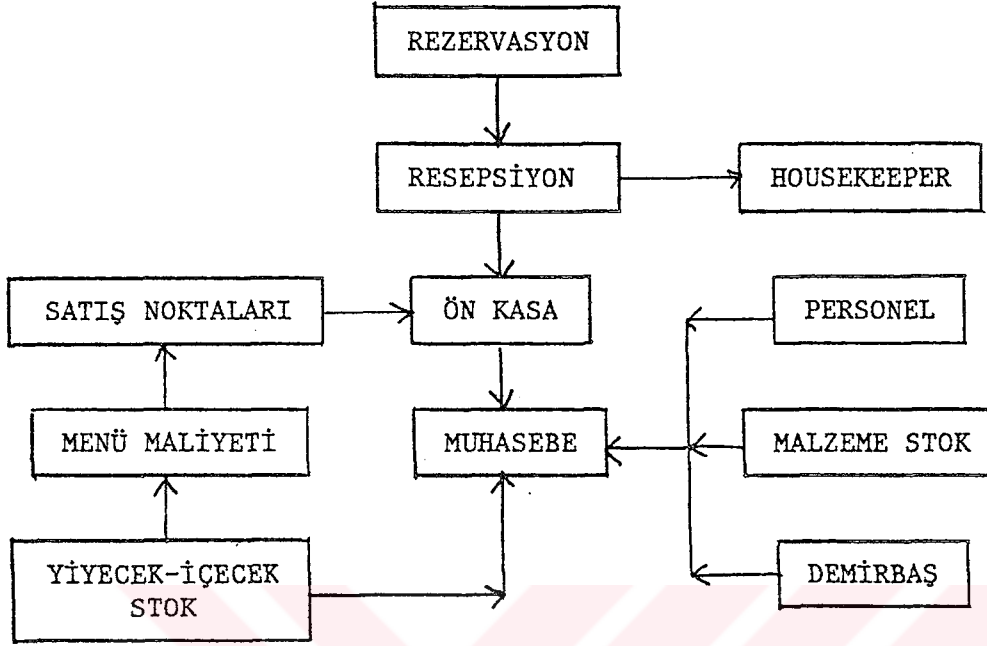 REZERVASYON
RESEPSİYON
HOUSEKEEPER
SATIŞ NOKTALARI
ÖN KASA
PERSONEL
MENÜ MALİYETİ
MUHASEBE
MALZEME STOK
YİYECEK-İÇECEK
STOK
DEMİRBAŞ